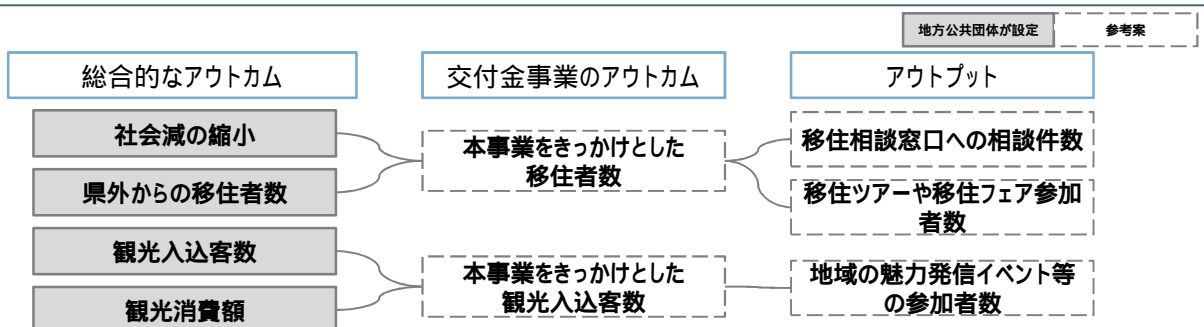 地方公共団体が設定
参考案
総合的なアウトカム
交付金事業のアウトカム
アウトプット
社会減の縮小
県外からの移住者数
観光入込客数
観光消費額
本事業をきっかけとした
移住者数
本事業をきっかけとした
観光入込客数
移住相談窓口への相談件数
移住ツアーや移住フェア参加
者数
地域の魅力発信イベント等
の参加者数